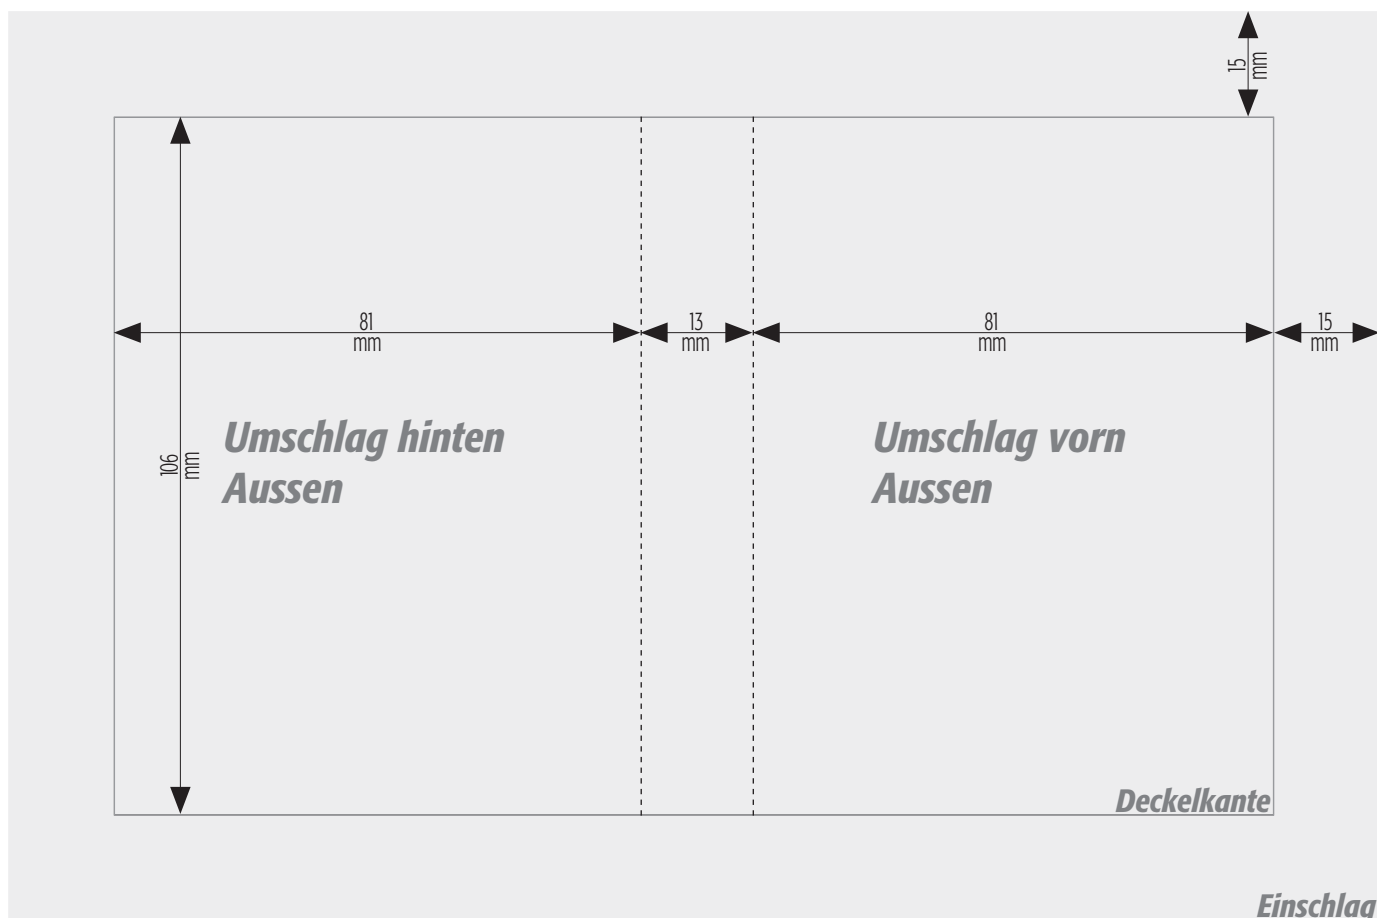 15
mm
81
mm
13
mm
81
mm
15
mm
Umschlag hinten
Aussen
Umschlag vorn
Aussen
106
mm
Deckelkante
Einschlag